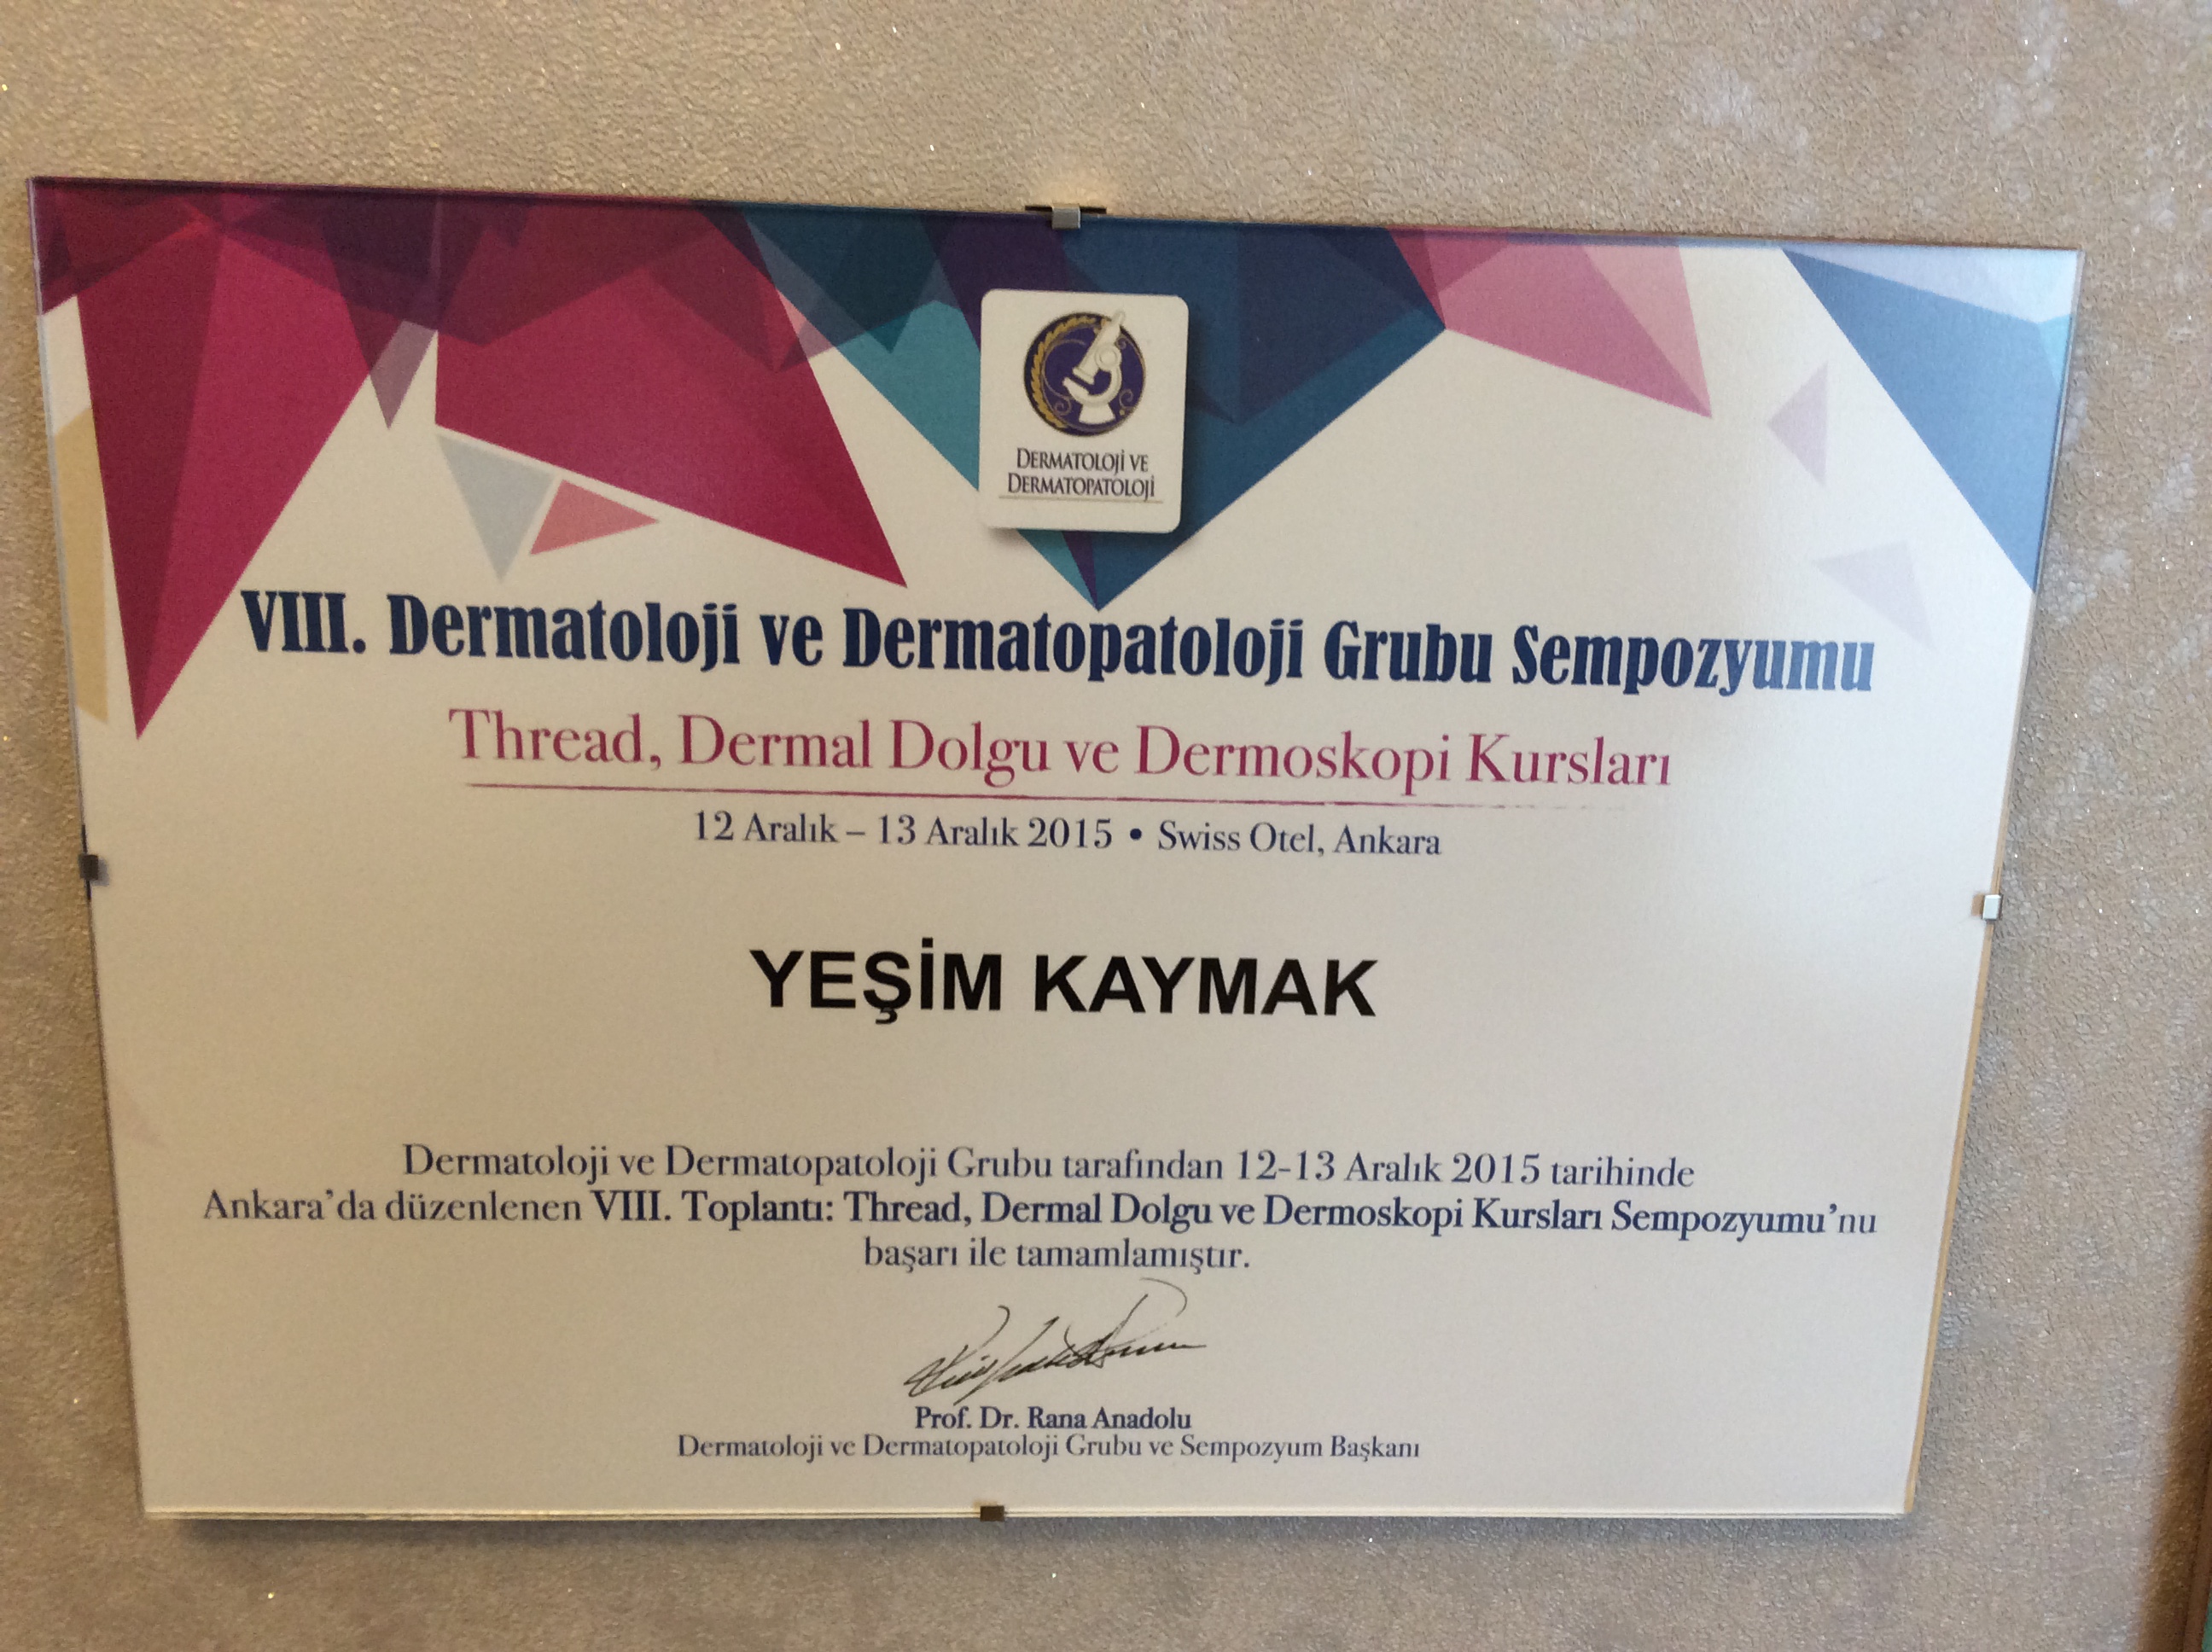 DERMATOLOJİ VE
DERMATOPATOLOJİ
VIII. Dermatoloji ve Dermatopatoloji Grubu Sempozyumu
Thread, Dermal Dolgu ve Dermoskopi Kursları
12 Aralık – 13 Aralık 2015 • Swiss Otel, Ankara
YEŞİM KAYMAK
Dermatoloji ve Dermatopatoloji Grubu tarafından 12-13 Aralık 2015 tarihinde
Ankara'da düzenlenen VIII. Toplantı: Thread, Dermal Dolgu ve Dermoskopi Kursları Sempozyumu'nu
başarı ile tamamlamıştır.
Prof. Dr. Rana Anadolu
Dermatoloji ve Dermatopatoloji Grubu ve Sempozyum Başkanı